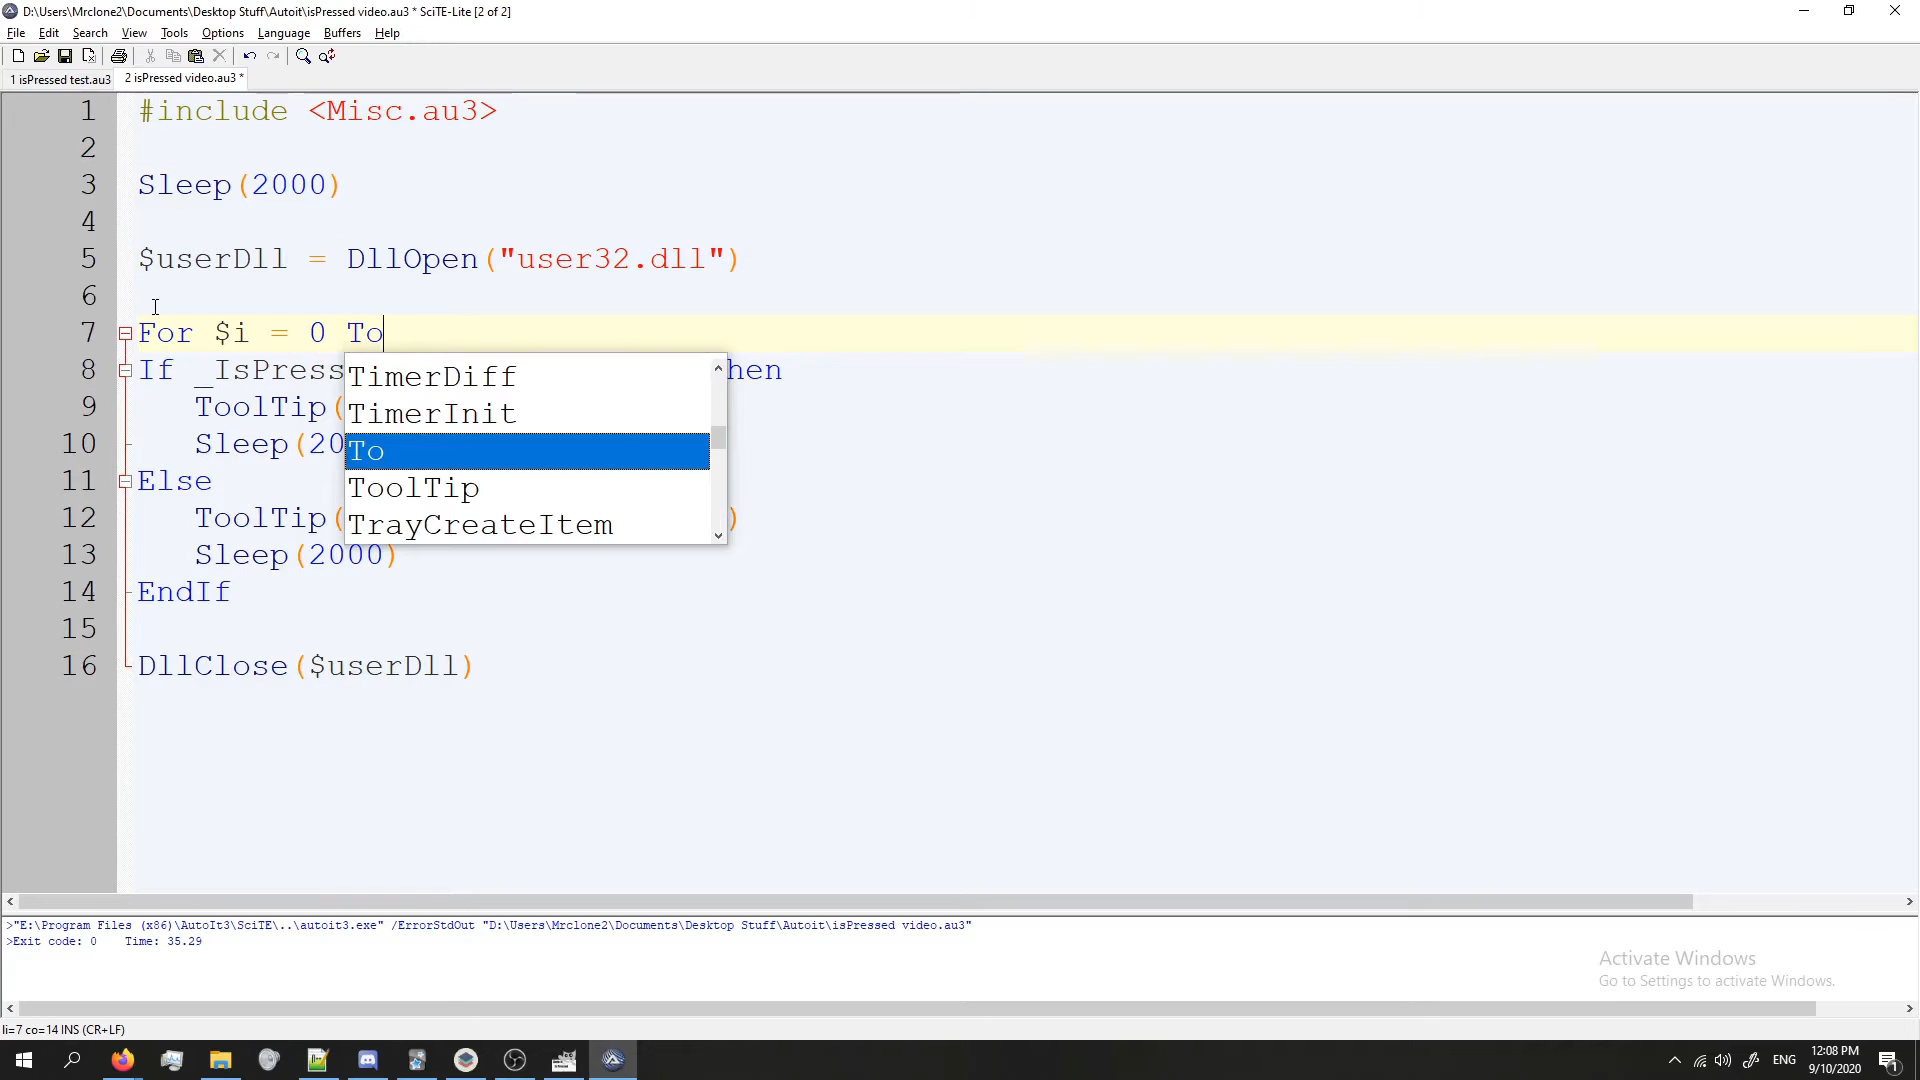 D:\Users\Mrclone2\Documents\Desktop Stuff\Autoit\isPressed video.au3 * SciTE-Lite [2 of 2]
File Edit Search View Tools Options Language Buffers Help
1 isPressed test.au3 2 isPressed video.au3 *
1 #include <Misc.au3>
2
3 Sleep(2000)
4
5 $userDll = DllOpen("user32.dll")
6
7 For $i = 0 To
8 If _IsPress hen
TimerDiff
9 ToolTip(
TimerInit
10 Sleep(20
To
11 Else
ToolTip
12 ToolTip( )
TrayCreateItem
13 Sleep(2000)
14 EndIf
15
16 DllClose($userDll)
>"E:\Program Files (x86)\AutoIt3\SciTE\..\autoit3.exe" /ErrorStdOut "D:\Users\Mrclone2\Documents\Desktop Stuff\Autoit\isPressed video.au3"
>Exit code: 0 Time: 35.29
Activate Windows
Go to Settings to activate Windows.
li=7 co=14 INS (CR+LF)
ENG
12:08 PM
9/10/2020
1